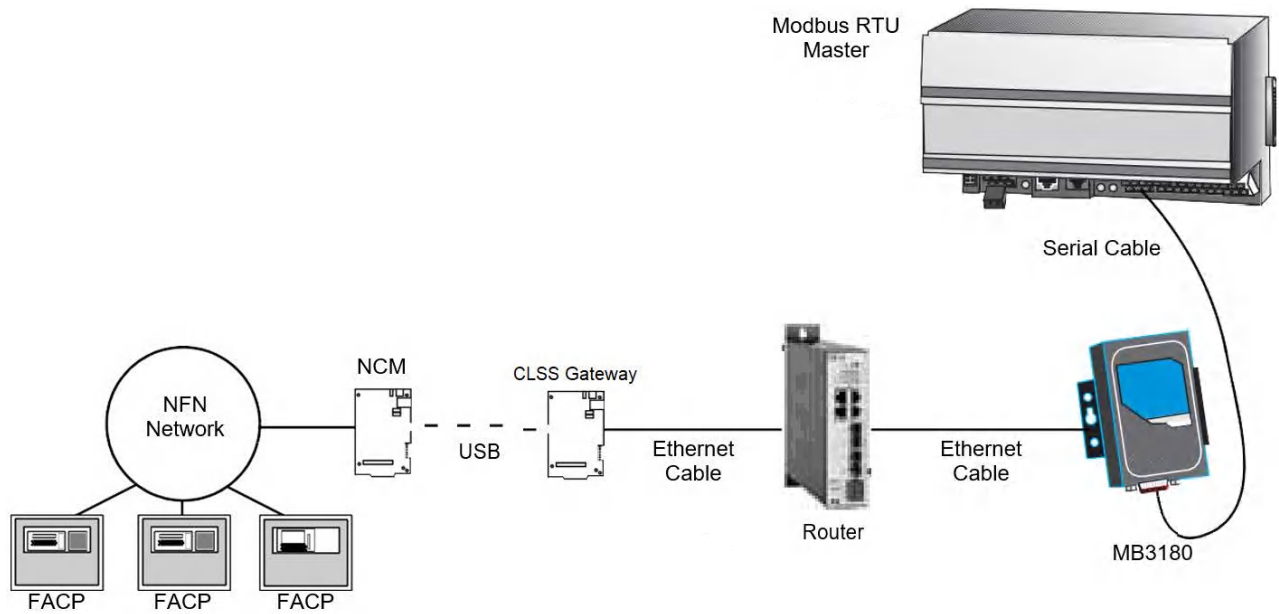 Modbus RTU
Master
Serial Cable
NCM
CLSS Gateway
NFN
Network
USB
Ethernet
Cable
Ethernet
Cable
Router
MB3180
FACP
FACP
FACP